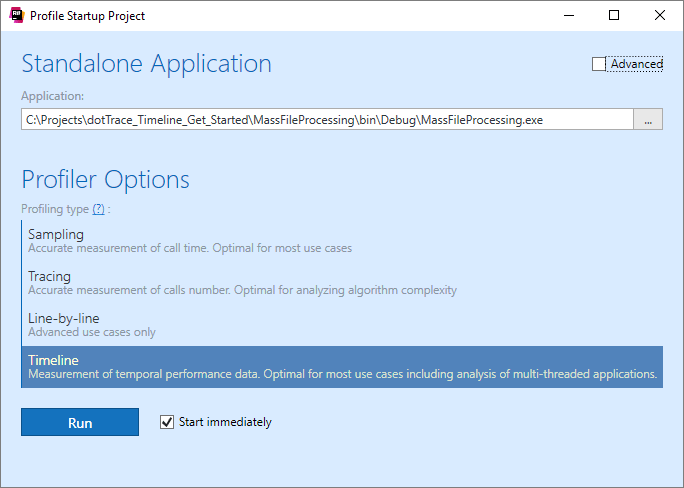 Profile Startup Project
Standalone Application
Advanced
Application:
C:\Projects\dotTrace_Timeline_Get_Started\MassFileProcessing\bin\Debug\MassFileProcessing.exe
...
Profiler Options
Profiling type (?) :
Sampling
Accurate measurement of call time. Optimal for most use cases
Tracing
Accurate measurement of calls number. Optimal for analyzing algorithm complexity
Line-by-line
Advanced use cases only
Timeline
Measurement of temporal performance data. Optimal for most use cases including analysis of multi-threaded applications.
Run
Start immediately